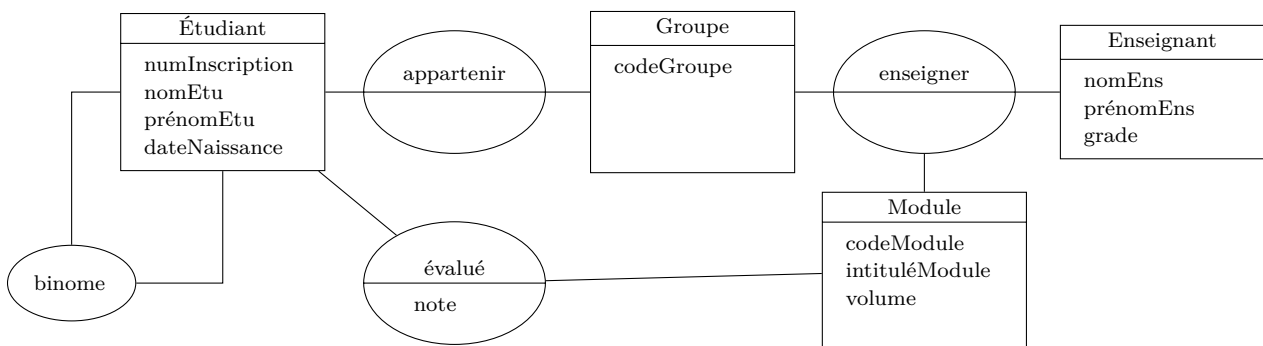 Étudiant
numInscription
nomEtu
prénomEtu
dateNaissance
appartenir
Groupe
codeGroupe
enseigner
Enseignant
nomEns
prénomEns
grade
binome
évalué
note
Module
codeModule
intituléModule
volume